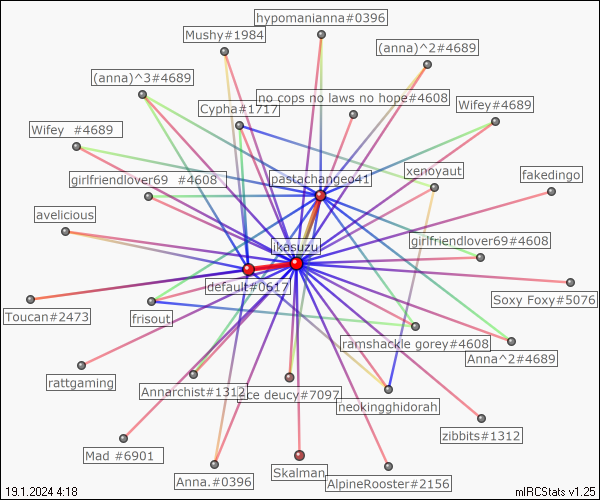 hypomanianna#0396
Mushy#1984
(anna)^2#4689
(anna)^3#4689
no cops no laws no hope#4608
Cypha#1717
Wifey#4689
Wifey #4689
xenoyaut
pastachangeo41
fakedingo
girlfriendlover69 #4608
avelicious
ikasuzu
girlfriendlover69#4608
default#0617
Soxy Foxy#5076
Toucan#2473
frisout
ramshackle gorey#4608
Anna^2#4689
rattgaming
Annarchist#1312
ace deucy#7097
neokingghidorah
zibbits#1312
Mad #6901
Anna.#0396
Skalman
AlpineRooster#2156
19.1.2024 4:18
mIRCStats v1.25